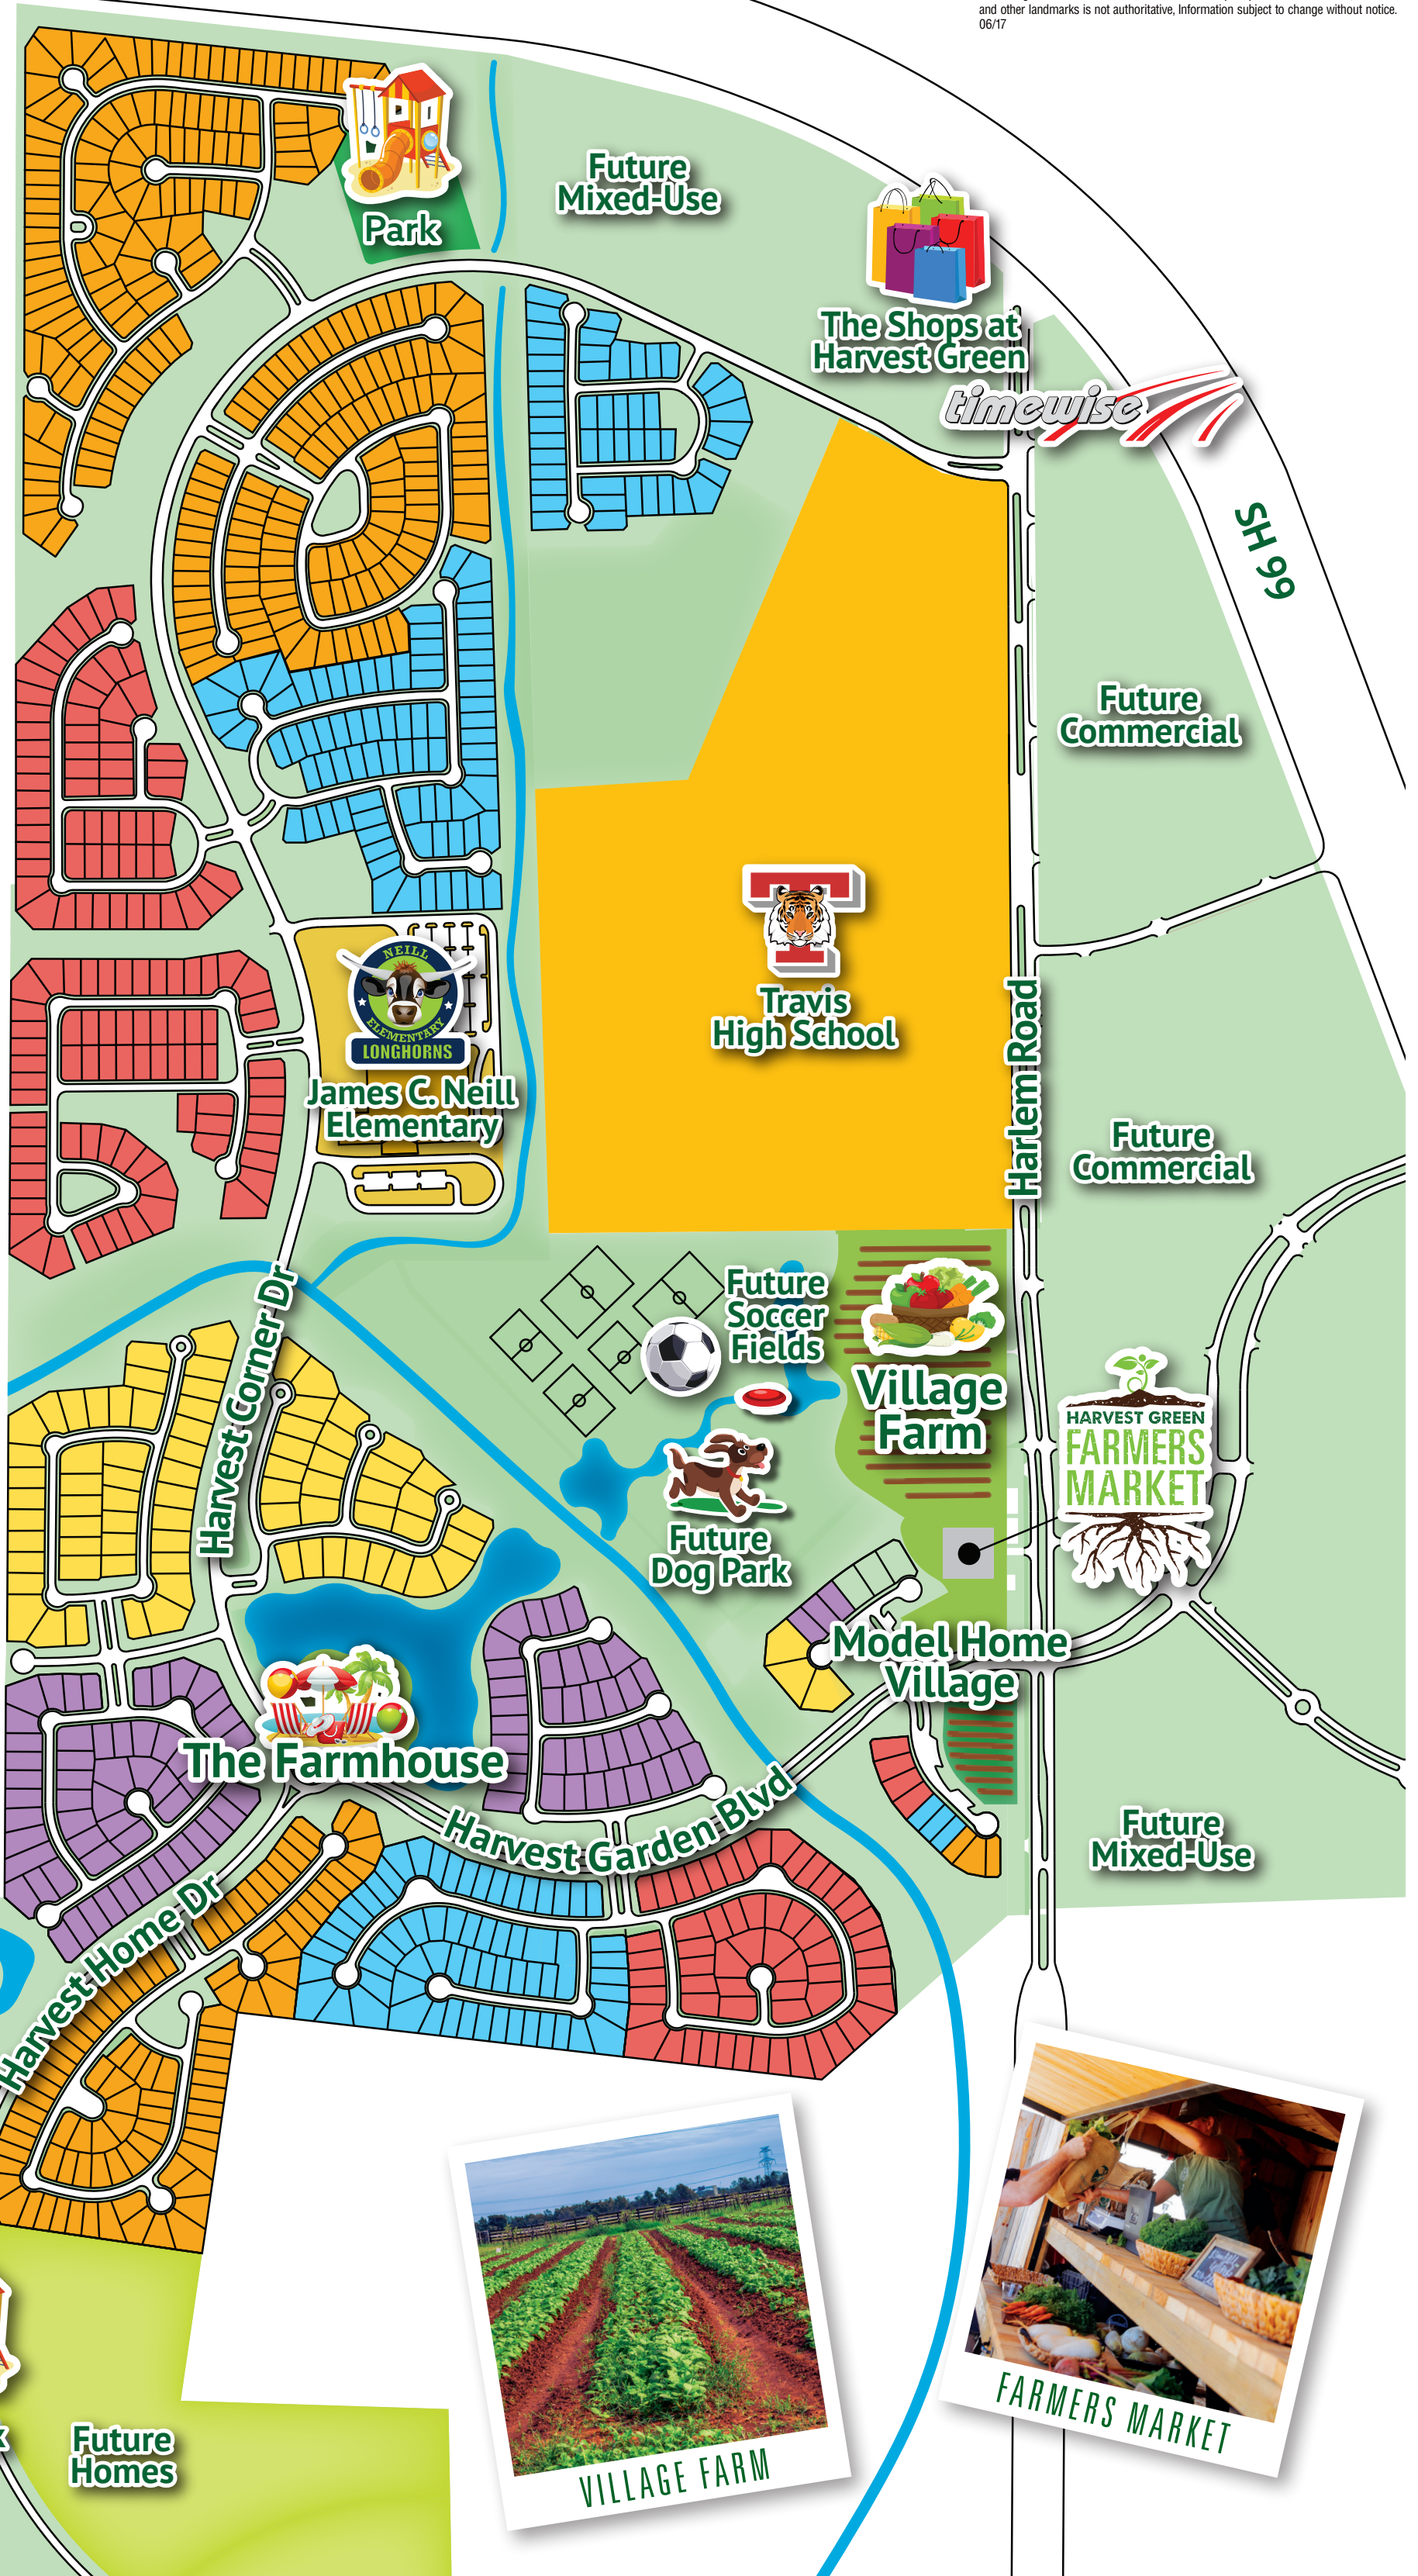 and other landmarks is not authoritative, Information subject to change without notice.
06/17
Park
Future
Mixed-Use
The Shops at
Harvest Green
timewise
SH 99
Future
Commercial
Travis
High School
T
NEILL
ELEMENTARY
LONGHORNS
James C. Neill
Elementary
Harlem Road
Future
Commercial
Harvest Corner Dr
Future
Soccer
Fields
Village
Farm
HARVEST GREEN
FARMERS
MARKET
Future
Dog Park
Model Home
Village
The Farmhouse
Harvest Garden Blvd
Future
Mixed-Use
Harvest Home Dr
Future
Homes
VILLAGE FARM
FARMERS MARKET